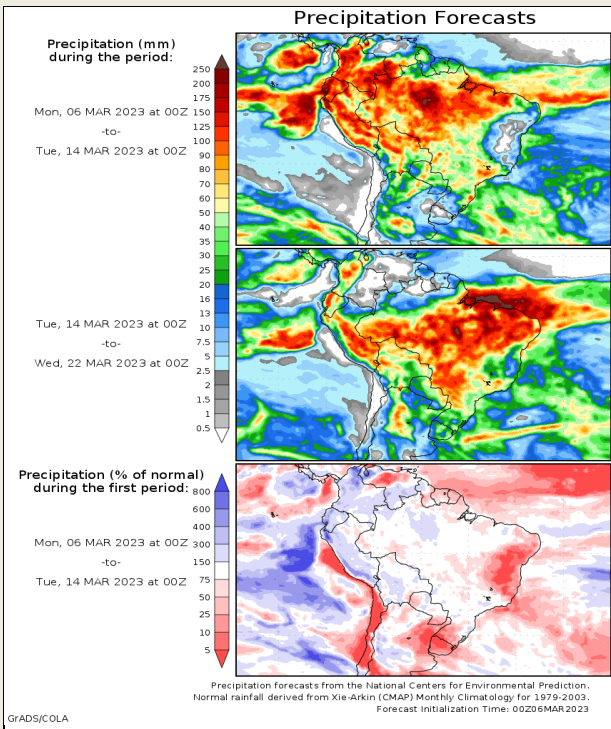 Precipitation Forecasts
Precipitation (mm)
during the period:
250
200
175
150
125
100
90
80
70
60
50
40
35
30
25
20
16
13
10
7.5
5
2.5
2
1.5
1
0.5
Mon, 06 MAR 2023 at 00Z
-to-
Tue, 14 MAR 2023 at 00Z
Tue, 14 MAR 2023 at 00Z
-to-
Wed, 22 MAR 2023 at 00Z
Precipitation (% of normal)
during the first period:
800
600
400
300
150
75
50
25
10
5
Mon, 06 MAR 2023 at 00Z
-to-
Tue, 14 MAR 2023 at 00Z
Precipitation forecasts from the National Centers for Environmental Prediction.
Normal rainfall derived from Xie-Arkin (CMAP) Monthly Climatology for 1979-2003.
Forecast Initialization Time: 00Z06MAR2023
GrADS/COLA